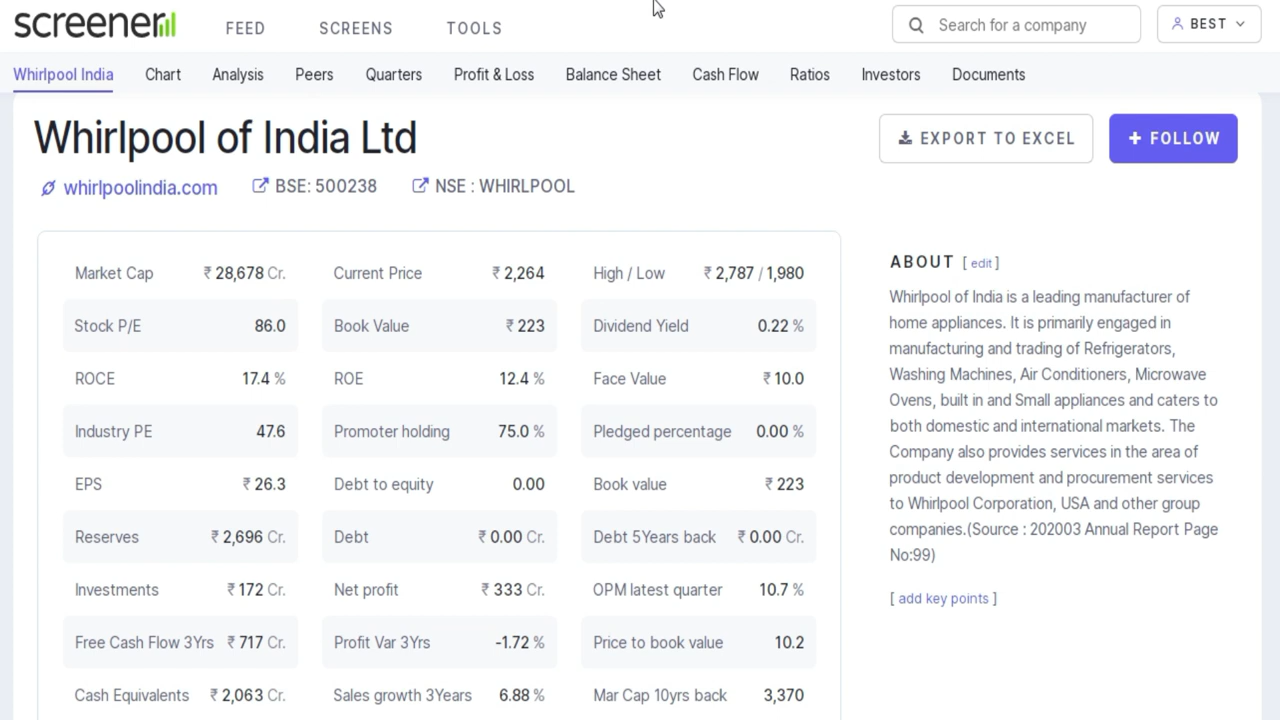 screener FEED SCREENS TOOLS Search for a company BEST
Whirlpool India Chart Analysis Peers Quarters Profit & Loss Balance Sheet Cash Flow Ratios Investors Documents
Whirlpool of India Ltd
EXPORT TO EXCEL + FOLLOW
whirlpoolindia.com BSE: 500238 NSE : WHIRLPOOL
Market Cap ₹ 28,678 Cr. Current Price ₹ 2,264 High / Low ₹ 2,787 / 1,980
Stock P/E 86.0 Book Value ₹ 223 Dividend Yield 0.22 %
ROCE 17.4 % ROE 12.4 % Face Value ₹ 10.0
Industry PE 47.6 Promoter holding 75.0 % Pledged percentage 0.00 %
EPS ₹ 26.3 Debt to equity 0.00 Book value ₹ 223
Reserves ₹ 2,696 Cr. Debt ₹ 0.00 Cr. Debt 5Years back ₹ 0.00 Cr.
Investments ₹ 172 Cr. Net profit ₹ 333 Cr. OPM latest quarter 10.7 %
Free Cash Flow 3Yrs ₹ 717 Cr. Profit Var 3Yrs -1.72 % Price to book value 10.2
Cash Equivalents ₹ 2,063 Cr. Sales growth 3Years 6.88 % Mar Cap 10yrs back 3,370
ABOUT [ edit ]
Whirlpool of India is a leading manufacturer of
home appliances. It is primarily engaged in
manufacturing and trading of Refrigerators,
Washing Machines, Air Conditioners, Microwave
Ovens, built in and Small appliances and caters to
both domestic and international markets. The
Company also provides services in the area of
product development and procurement services
to Whirlpool Corporation, USA and other group
companies.(Source : 202003 Annual Report Page
No:99)
[ add key points ]